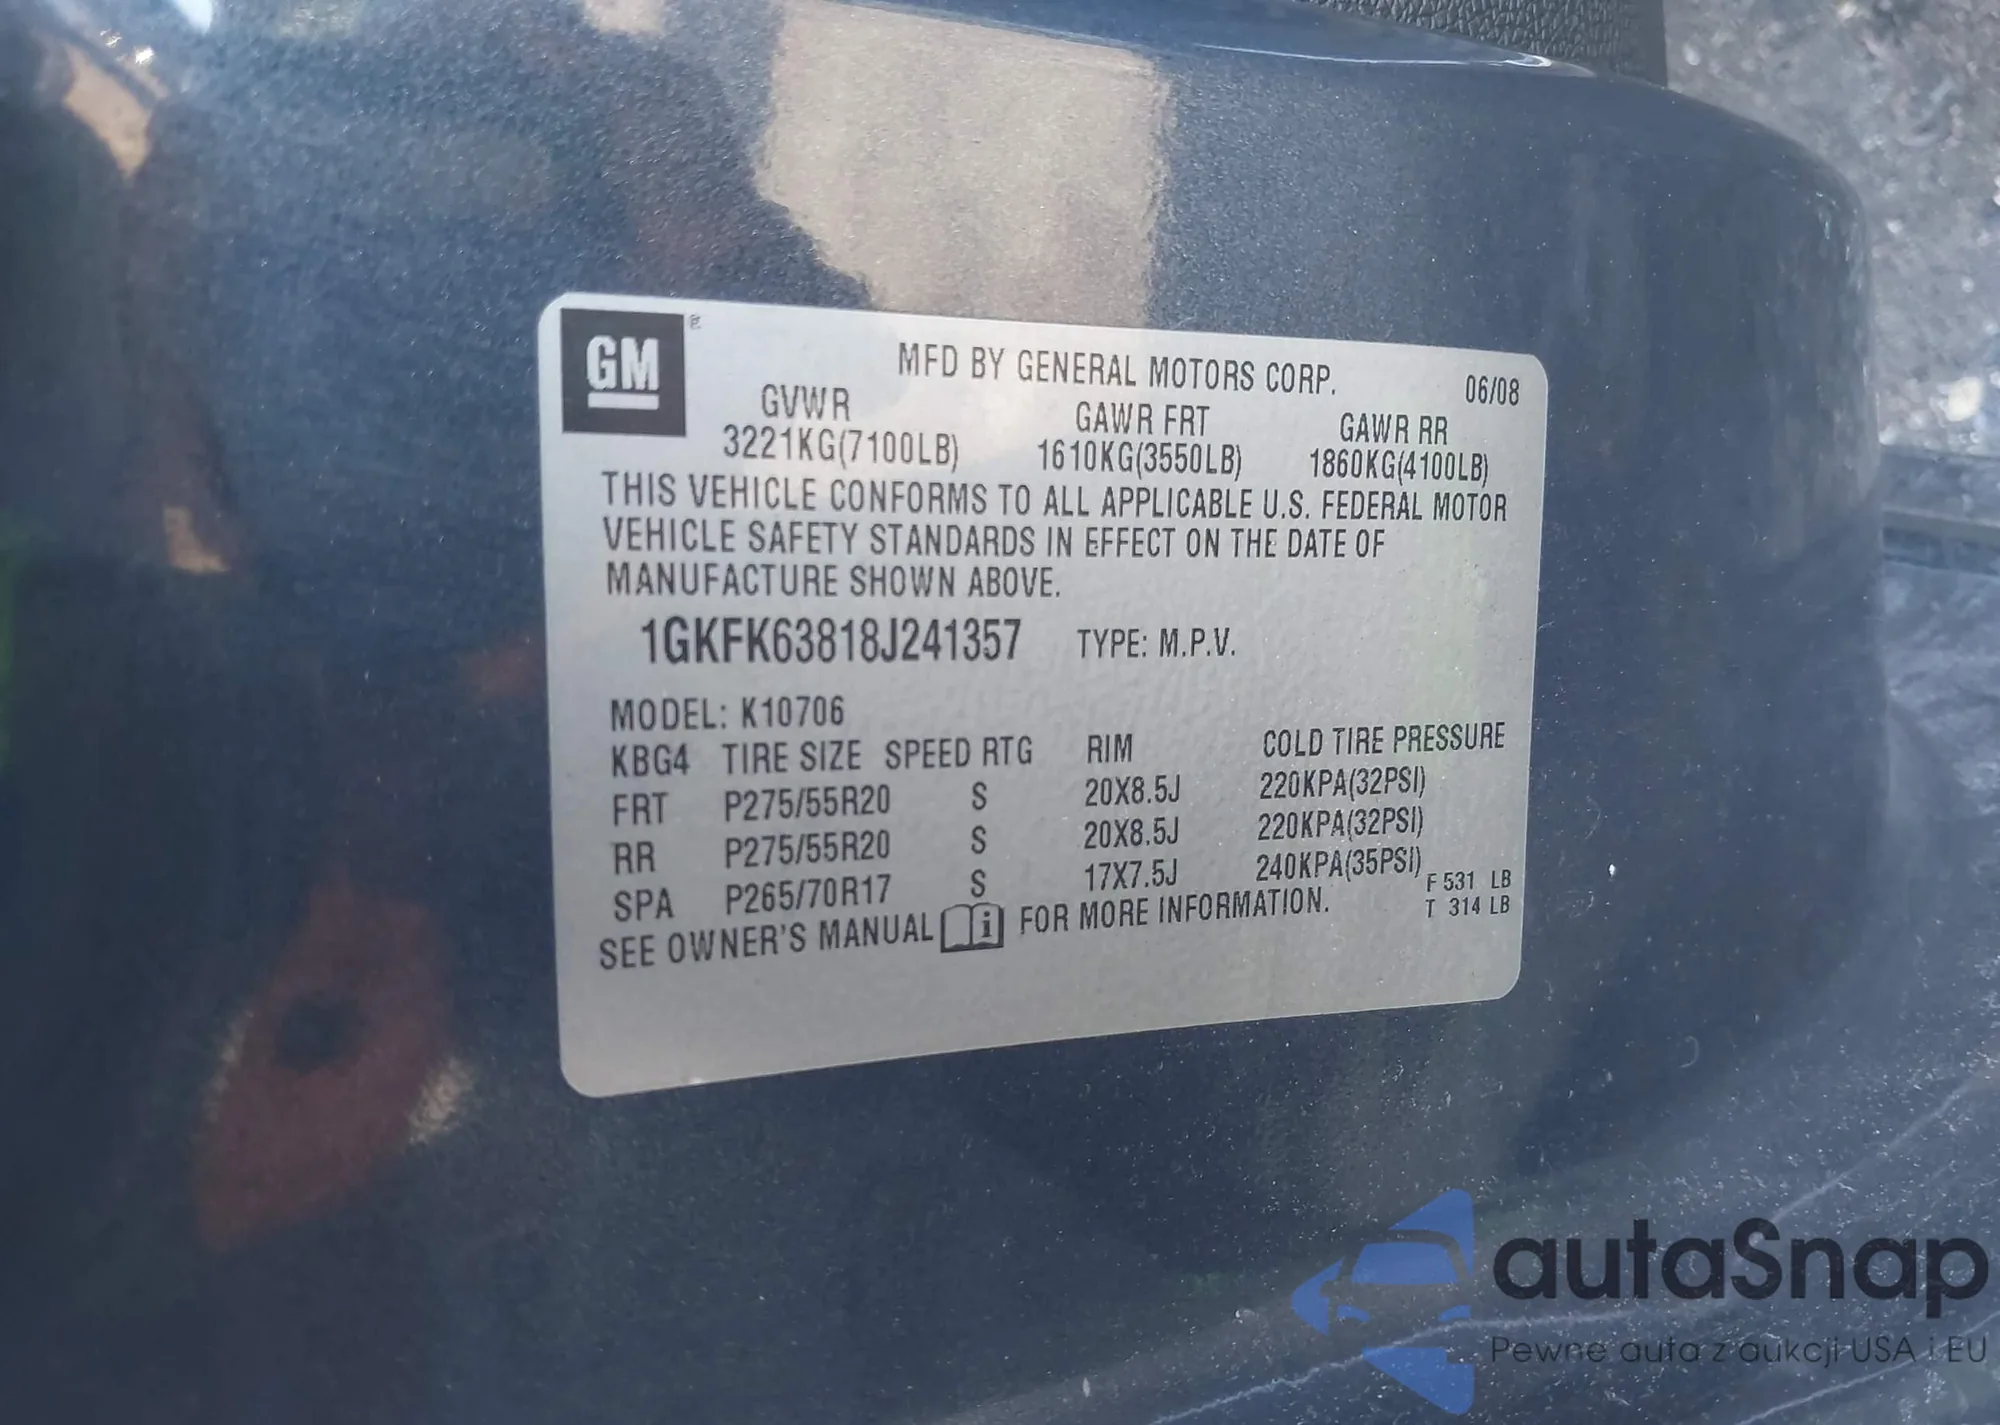 GM ®
MFD BY GENERAL MOTORS CORP. 06/08
GVWR GAWR FRT GAWR RR
3221KG(7100LB) 1610KG(3550LB) 1860KG(4100LB)
THIS VEHICLE CONFORMS TO ALL APPLICABLE U.S. FEDERAL MOTOR
VEHICLE SAFETY STANDARDS IN EFFECT ON THE DATE OF
MANUFACTURE SHOWN ABOVE.
1GKFK63818J241357 TYPE: M.P.V.
MODEL: K10706
KBG4 TIRE SIZE SPEED RTG RIM COLD TIRE PRESSURE
FRT P275/55R20 S 20X8.5J 220KPA(32PSI)
RR P275/55R20 S 20X8.5J 220KPA(32PSI)
SPA P265/70R17 S 17X7.5J 240KPA(35PSI)
F 531 LB
T 314 LB
SEE OWNER'S MANUAL i FOR MORE INFORMATION.
autaSnap
Pewne auta z aukcji USA i EU